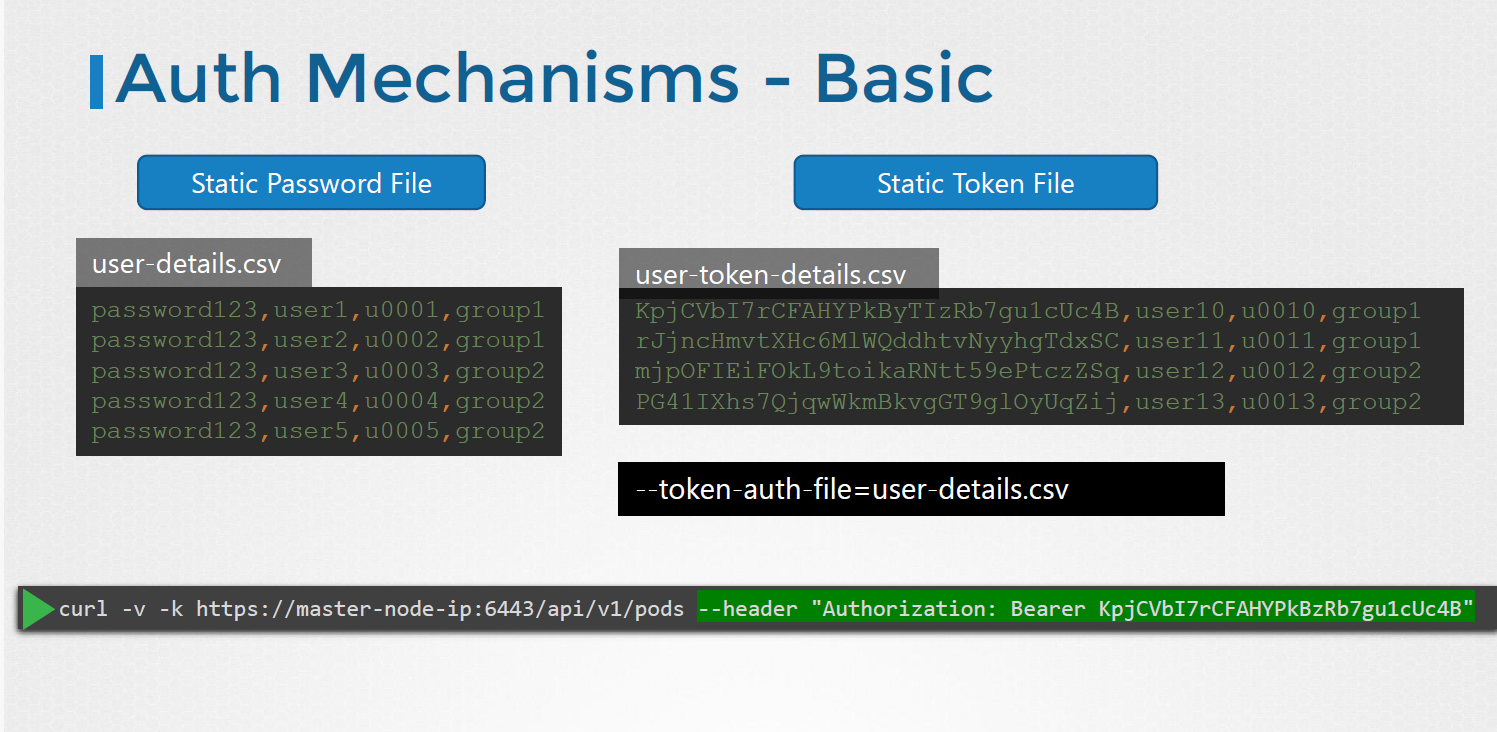 Auth Mechanisms - Basic
Static Password File
user-details.csv
password123,user1,u0001,group1
password123,user2,u0002,group1
password123,user3,u0003,group2
password123,user4,u0004,group2
password123,user5,u0005,group2
Static Token File
user-token-details.csv
KpjCVbI7rCFAHYPkByTIzRb7gu1cUc4B,user10,u0010,group1
rJjncHmvtXHc6MlWQddhtvNyyhgTdxSC,user11,u0011,group1
mjpOFIEiFOkL9toikaRNtt59ePtczZSq,user12,u0012,group2
PG41IXhs7QjqwWkmBkvgGT9glOyUqZij,user13,u0013,group2
--token-auth-file=user-details.csv
curl -v -k https://master-node-ip:6443/api/v1/pods --header "Authorization: Bearer KpjCVbI7rCFAHYPkBzRb7gu1cUc4B"